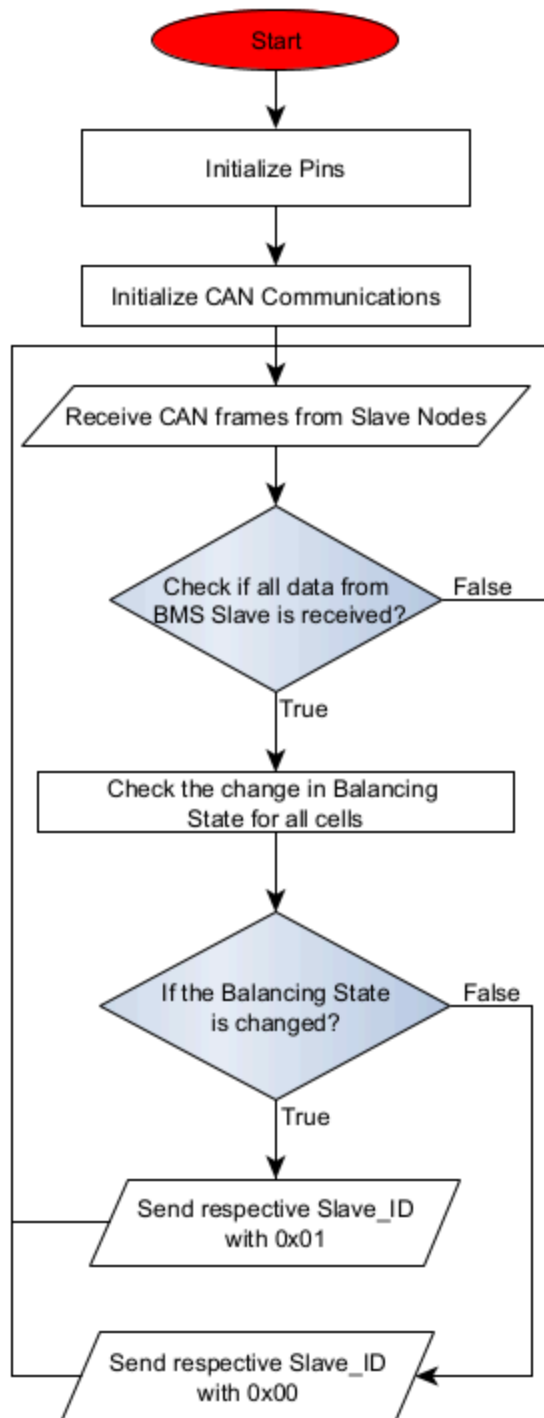 Start
Initialize Pins
Initialize CAN Communications
Receive CAN frames from Slave Nodes
Check if all data from
BMS Slave is received?
False
True
Check the change in Balancing
State for all cells
If the Balancing State
is changed?
False
True
Send respective Slave_ID
with 0x01
Send respective Slave_ID
with 0x00